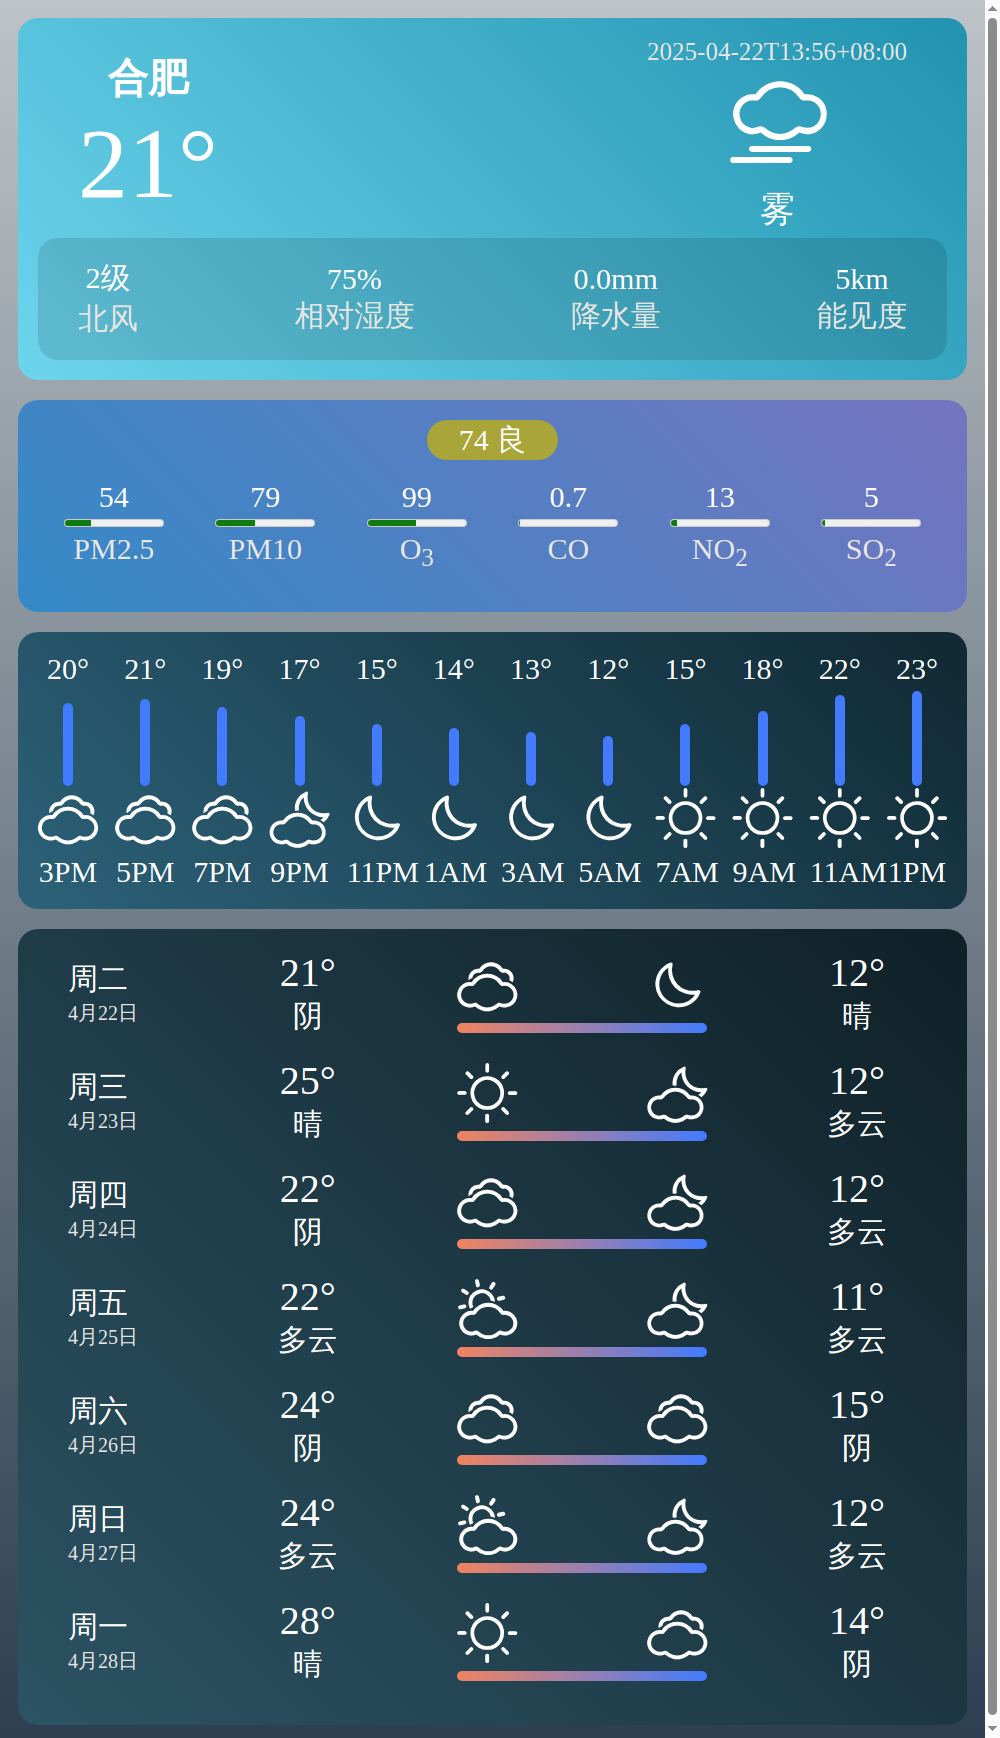 合肥
21°
2025-04-22T13:56+08:00
雾
2级 75% 0.0mm 5km
北风 相对湿度 降水量 能见度
74 良
54 79 99 0.7 13 5
PM2.5 PM10 O3 CO NO2 SO2
20° 21° 19° 17° 15° 14° 13° 12° 15° 18° 22° 23°
3PM 5PM 7PM 9PM 11PM 1AM 3AM 5AM 7AM 9AM 11AM 1PM
周二 21° 12°
4月22日 阴 晴
周三 25° 12°
4月23日 晴 多云
周四 22° 12°
4月24日 阴 多云
周五 22° 11°
4月25日 多云 多云
周六 24° 15°
4月26日 阴 阴
周日 24° 12°
4月27日 多云 多云
周一 28° 14°
4月28日 晴 阴